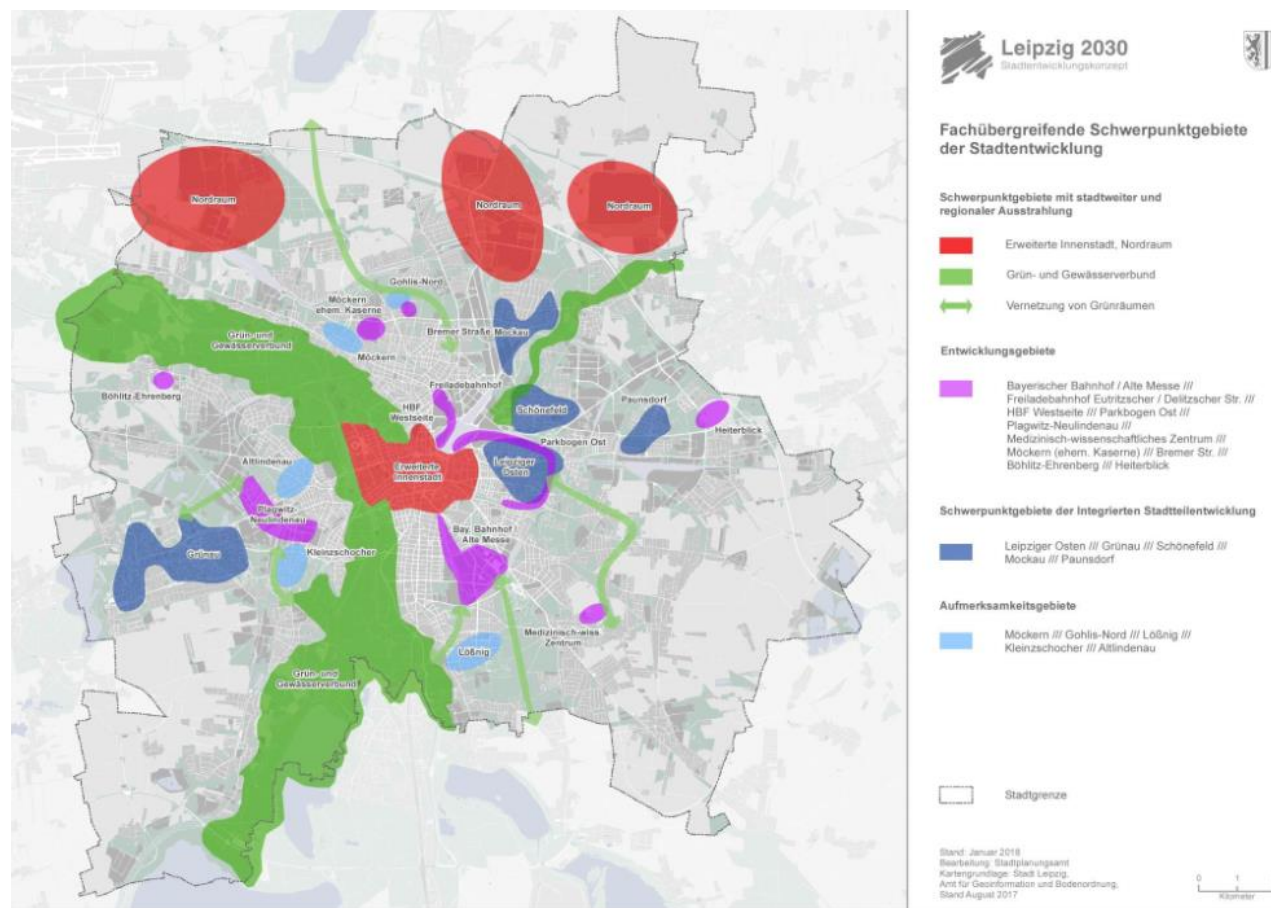 Nordraum
Nordraum
Nordraum
Gohlis-Nord
Möckern
ehem. Kaserne
Bremer Straße
Mockau
Möckern
Grün- und
Gewässerverbund
Böhlitz-Ehrenberg
Freiladebahnhof
HBF
Westseite
Schönefeld
Paunsdorf
Heiterblick
Parkbogen Ost
Altlindenau
Erweiterte
Innenstadt
Leipziger
Osten
Plagwitz-
Neulindenau
Grünau
Kleinzschocher
Bay. Bahnhof
Alte Messe
Medizinisch-wiss.
Zentrum
Lößnig
Grün- und
Gewässerverbund
Leipzig 2030
Stadtentwicklungskonzept
Fachübergreifende Schwerpunktgebiete
der Stadtentwicklung
Schwerpunktgebiete mit stadtweiter und
regionaler Ausstrahlung
Erweiterte Innenstadt, Nordraum
Grün- und Gewässerverbund
Vernetzung von Grünräumen
Entwicklungsgebiete
Bayerischer Bahnhof / Alte Messe ///
Freiladebahnhof Eutritzscher / Delitzscher Str. ///
HBF Westseite /// Parkbogen Ost ///
Plagwitz-Neulindenau ///
Medizinisch-wissenschaftliches Zentrum ///
Möckern (ehem. Kaserne) /// Bremer Str. ///
Böhlitz-Ehrenberg /// Heiterblick
Schwerpunktgebiete der Integrierten Stadtteilentwicklung
Leipziger Osten /// Grünau /// Schönefeld ///
Mockau /// Paunsdorf
Aufmerksamkeitsgebiete
Möckern /// Gohlis-Nord /// Lößnig ///
Kleinzschocher /// Altlindenau
Stadtgrenze
Stand: Januar 2018
Bearbeitung: Stadtplanungsamt
Kartengrundlage: Stadt Leipzig,
Amt für Geoinformation und Bodenordnung,
Stand August 2017
0 1
Kilometer